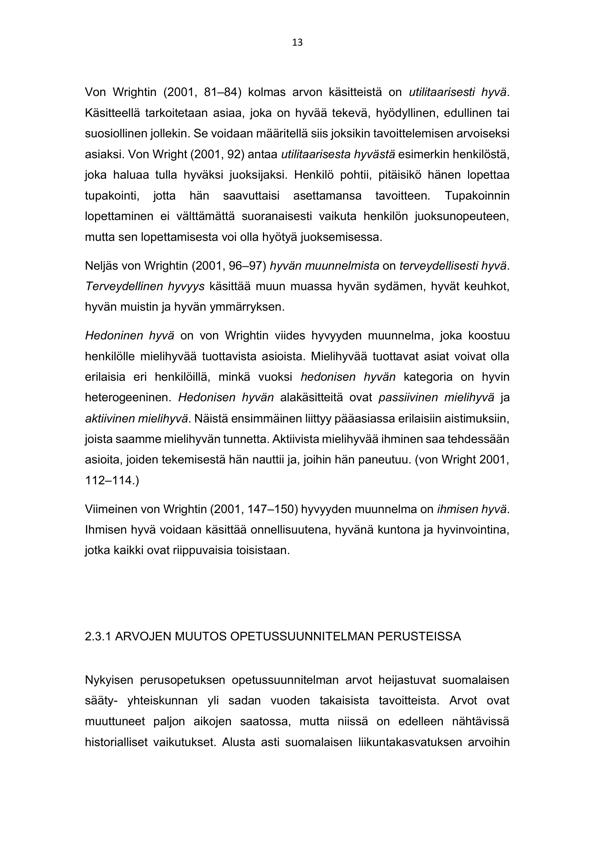 13
Von Wrightin (2001, 81–84) kolmas arvon käsitteistä on utilitaarisesti hyvä.
Käsitteellä tarkoitetaan asiaa, joka on hyvää tekevä, hyödyllinen, edullinen tai
suosiollinen jollekin. Se voidaan määritellä siis joksikin tavoittelemisen arvoiseksi
asiaksi. Von Wright (2001, 92) antaa utilitaarisesta hyvästä esimerkin henkilöstä,
joka haluaa tulla hyväksi juoksijaksi. Henkilö pohtii, pitäisikö hänen lopettaa
tupakointi, jotta hän saavuttaisi asettamansa tavoitteen. Tupakoinnin
lopettaminen ei välttämättä suoranaisesti vaikuta henkilön juoksunopeuteen,
mutta sen lopettamisesta voi olla hyötyä juoksemisessa.
Neljäs von Wrightin (2001, 96–97) hyvän muunnelmista on terveydellisesti hyvä.
Terveydellinen hyvyys käsittää muun muassa hyvän sydämen, hyvät keuhkot,
hyvän muistin ja hyvän ymmärryksen.
Hedoninen hyvä on von Wrightin viides hyvyyden muunnelma, joka koostuu
henkilölle mielihyvää tuottavista asioista. Mielihyvää tuottavat asiat voivat olla
erilaisia eri henkilöillä, minkä vuoksi hedonisen hyvän kategoria on hyvin
heterogeeninen. Hedonisen hyvän alakäsitteitä ovat passiivinen mielihyvä ja
aktiivinen mielihyvä. Näistä ensimmäinen liittyy pääasiassa erilaisiin aistimuksiin,
joista saamme mielihyvän tunnetta. Aktiivista mielihyvää ihminen saa tehdessään
asioita, joiden tekemisestä hän nauttii ja, joihin hän paneutuu. (von Wright 2001,
112–114.)
Viimeinen von Wrightin (2001, 147–150) hyvyyden muunnelma on ihmisen hyvä.
Ihmisen hyvä voidaan käsittää onnellisuutena, hyvänä kuntona ja hyvinvointina,
jotka kaikki ovat riippuvaisia toisistaan.
2.3.1 ARVOJEN MUUTOS OPETUSSUUNNITELMAN PERUSTEISSA
Nykyisen perusopetuksen opetussuunnitelman arvot heijastuvat suomalaisen
sääty- yhteiskunnan yli sadan vuoden takaisista tavoitteista. Arvot ovat
muuttuneet paljon aikojen saatossa, mutta niissä on edelleen nähtävissä
historialliset vaikutukset. Alusta asti suomalaisen liikuntakasvatuksen arvoihin